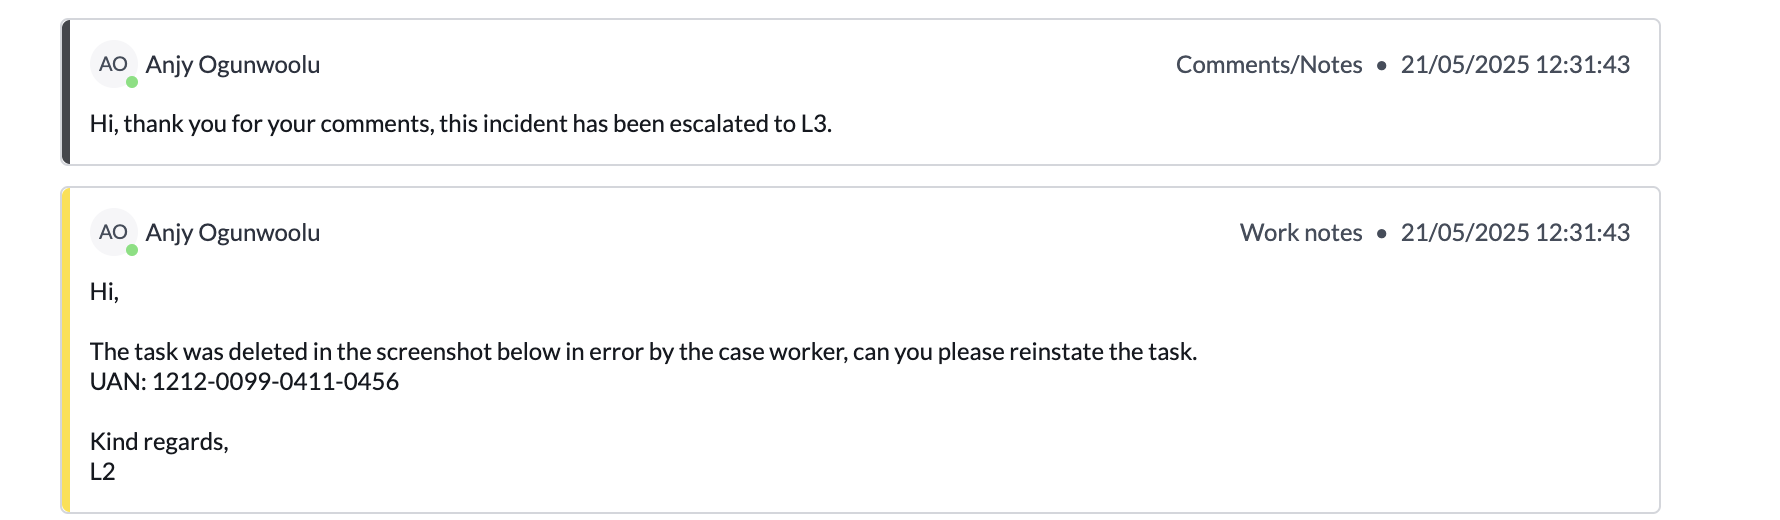 AO Anjy Ogunwoolu Comments/Notes • 21/05/2025 12:31:43
Hi, thank you for your comments, this incident has been escalated to L3.
AO Anjy Ogunwoolu Work notes • 21/05/2025 12:31:43
Hi,
The task was deleted in the screenshot below in error by the case worker, can you please reinstate the task.
UAN: 1212-0099-0411-0456
Kind regards,
L2